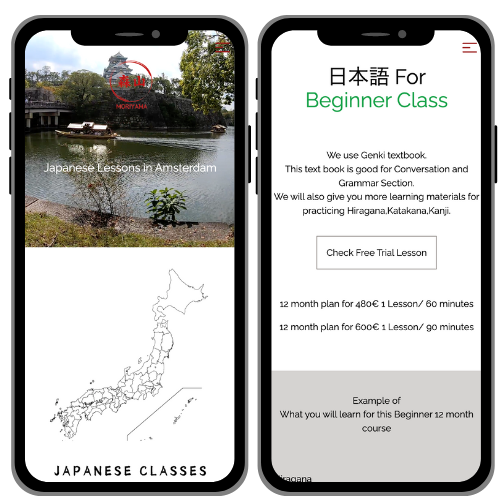 MORIYAMA
Japanese Lessons in Amsterdam
JAPANESE CLASSES
日本語 For
Beginner Class
We use Genki textbook.
This text book is good for Conversation and
Grammar Section.
We will also give you more learning materials for
practicing Hiragana,Katakana,Kanji.
Check Free Trial Lesson
12 month plan for 480€ 1 Lesson/ 60 minutes
12 month plan for 600€ 1 Lesson/ 90 minutes
Example of
What you will learn for this Beginner 12 month
course